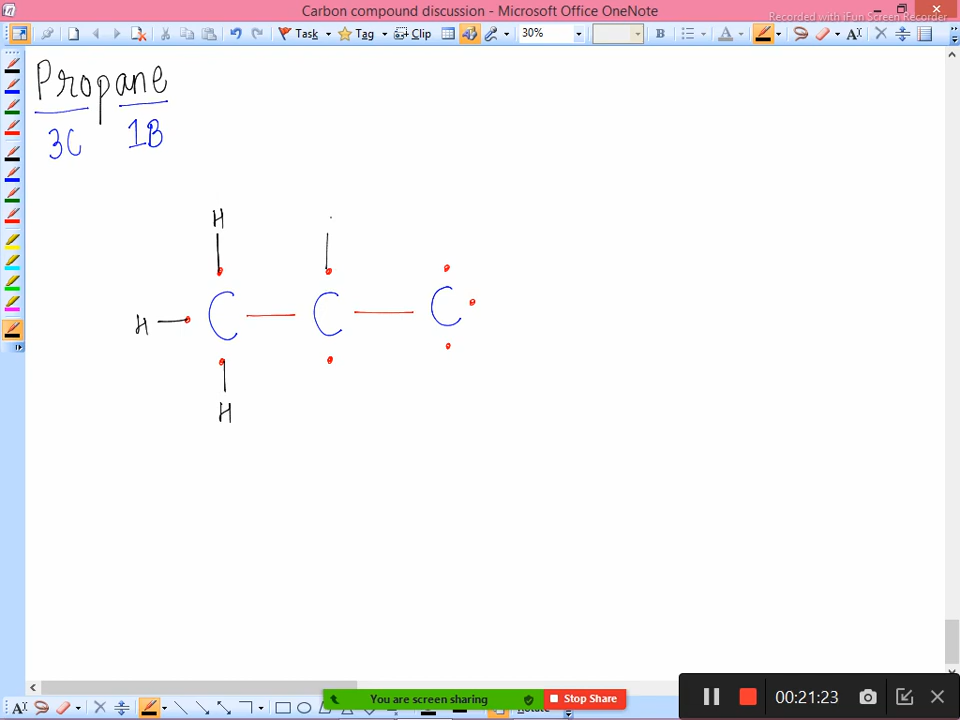 Carbon compound discussion - Microsoft Office OneNote
Recorded with iFun Screen Recorder
Task Tag Clip 30% B A
Propane
3C 1B
H
H C C C
H
You are screen sharing Stop Share
00:21:23